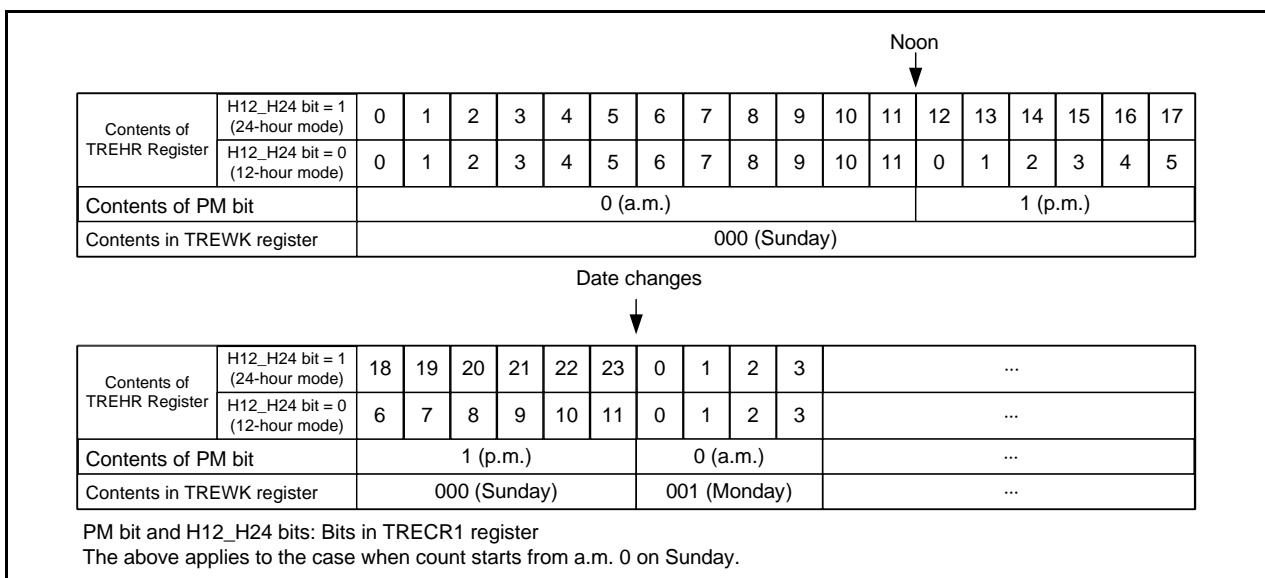 Noon
Contents of TREHR Register
H12_H24 bit = 1 (24-hour mode)
0 1 2 3 4 5 6 7 8 9 10 11 12 13 14 15 16 17
H12_H24 bit = 0 (12-hour mode)
0 1 2 3 4 5 6 7 8 9 10 11 0 1 2 3 4 5
Contents of PM bit 0 (a.m.) 1 (p.m.)
Contents in TREWK register 000 (Sunday)
Date changes
Contents of TREHR Register
H12_H24 bit = 1 (24-hour mode)
18 19 20 21 22 23 0 1 2 3 ...
H12_H24 bit = 0 (12-hour mode)
6 7 8 9 10 11 0 1 2 3 ...
Contents of PM bit 1 (p.m.) 0 (a.m.) ...
Contents in TREWK register 000 (Sunday) 001 (Monday) ...
PM bit and H12_H24 bits: Bits in TRECR1 register
The above applies to the case when count starts from a.m. 0 on Sunday.